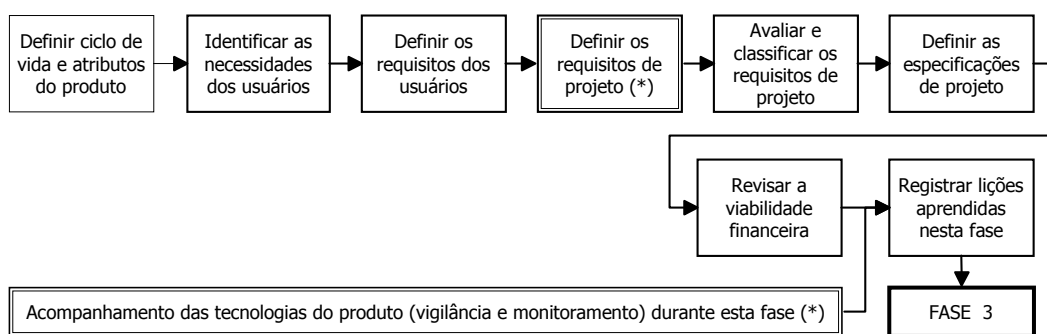 Definir ciclo de
vida e atributos
do produto
Identificar as
necessidades
dos usuários
Definir os
requisitos dos
usuários
Definir os
requisitos de
projeto (*)
Avaliar e
classificar os
requisitos de
projeto
Definir as
especificações
de projeto
Revisar a
viabilidade
financeira
Registrar lições
aprendidas
nesta fase
Acompanhamento das tecnologias do produto (vigilância e monitoramento) durante esta fase (*)
FASE 3